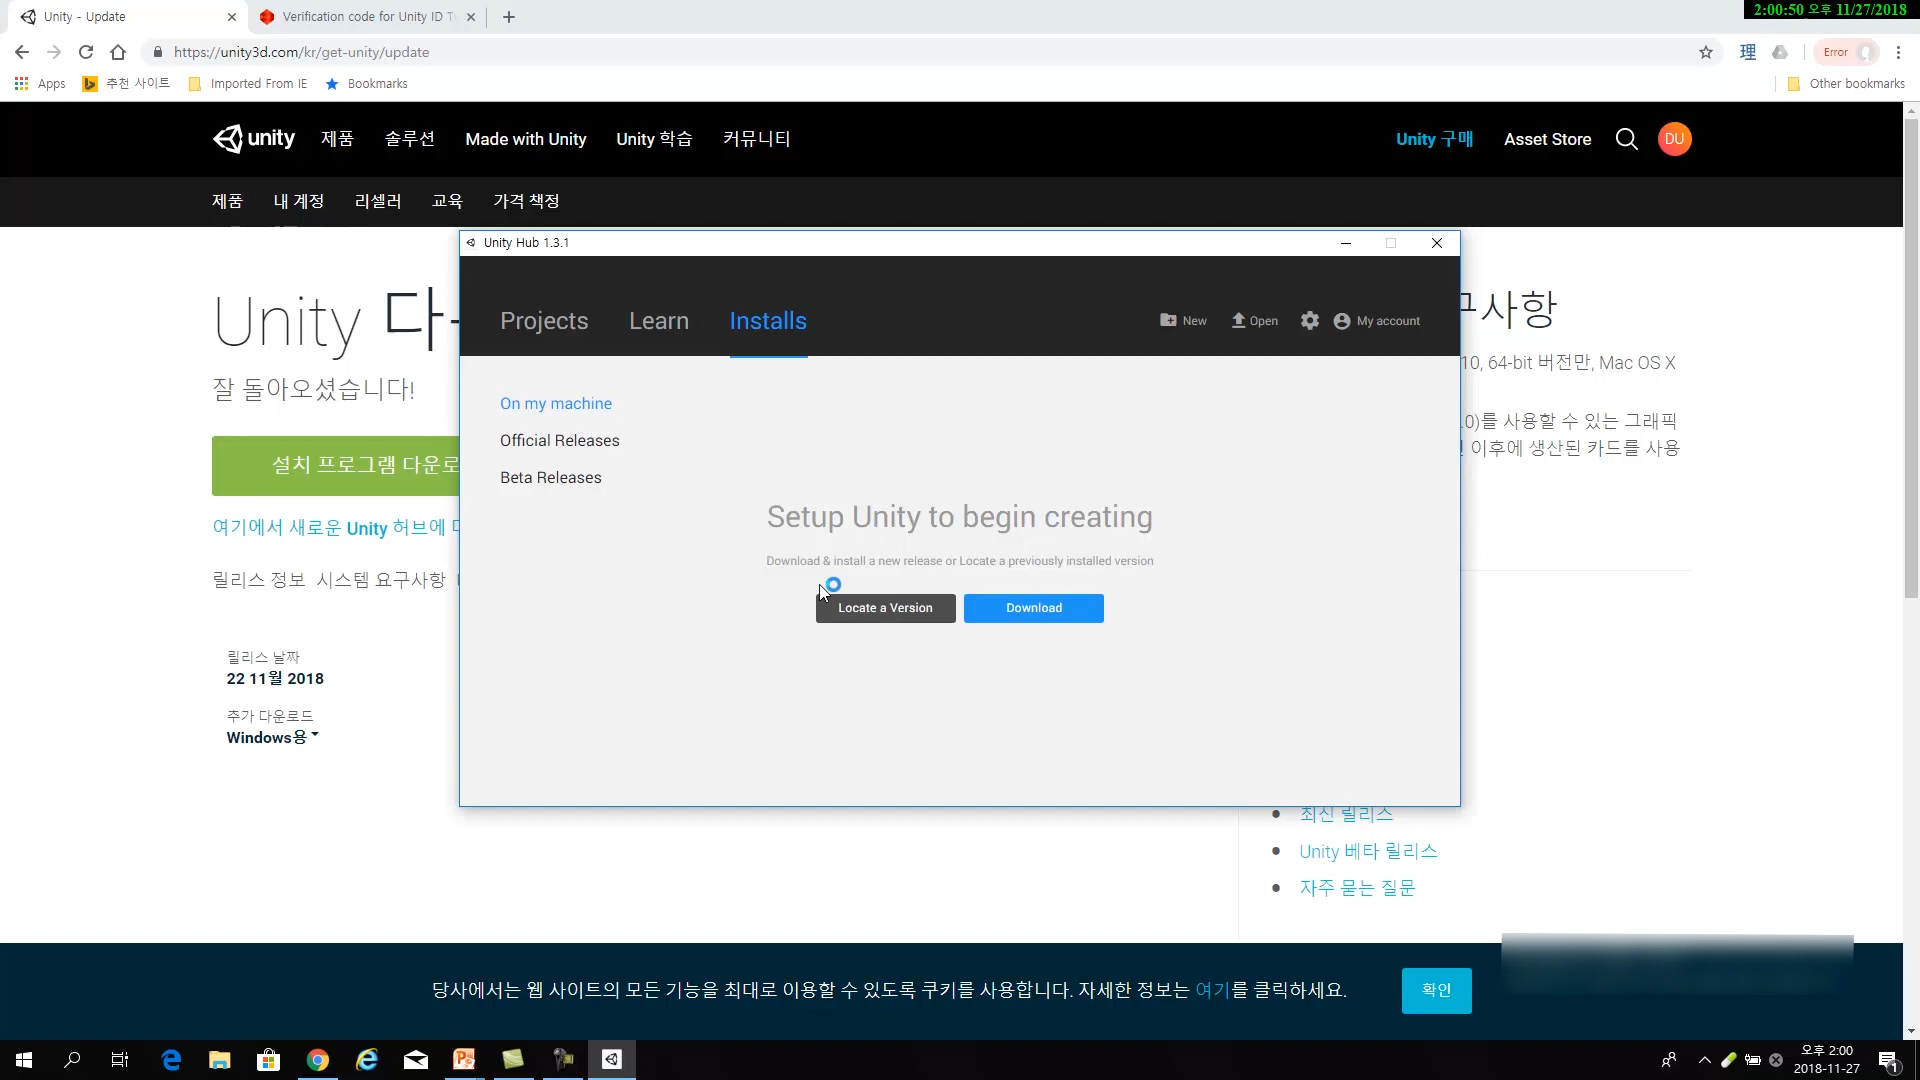 Unity - Update
Verification code for Unity ID
2:00:50 오후 11/27/2018
https://unity3d.com/kr/get-unity/update
Error
Apps
추천 사이트
Imported From IE
Bookmarks
Other bookmarks
unity
제품
솔루션
Made with Unity
Unity 학습
커뮤니티
Unity 구매
Asset Store
DU
제품
내 계정
리셀러
교육
가격 책정
Unity Hub 1.3.1
Unity 다
구사항
Projects
Learn
Installs
New
Open
My account
10, 64-bit 버전만, Mac OS X
잘 돌아오셨습니다!
On my machine
.0)를 사용할 수 있는 그래픽
Official Releases
이후에 생산된 카드를 사용
설치 프로그램 다운로
Beta Releases
Setup Unity to begin creating
여기에서 새로운 Unity 허브에
Download & install a new release or Locate a previously installed version
릴리스 정보 시스템 요구사항
Locate a Version
Download
릴리스 날짜
22 11월 2018
추가 다운로드
Windows용
최신 릴리스
Unity 베타 릴리스
자주 묻는 질문
당사에서는 웹 사이트의 모든 기능을 최대로 이용할 수 있도록 쿠키를 사용합니다. 자세한 정보는 여기를 클릭하세요.
확인
오후 2:00
2018-11-27
1